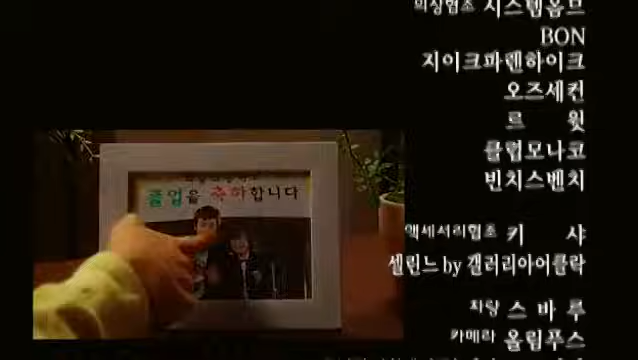 의상협조 시스템옴므
BON
지이크파렌하이크
오즈세컨
르 윗
클럽모나코
빈치스벤치
액세서리협조 키 샤
셀린느 by 갤러리아어클락
차량 스 바 루
카메라 올림푸스
졸업을 축하합니다